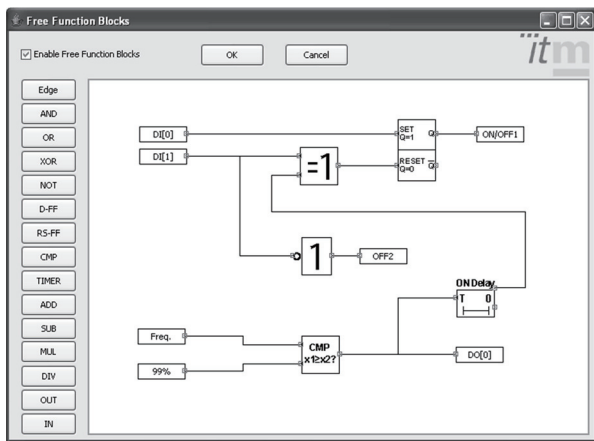 Free Function Blocks
Enable Free Function Blocks
OK
Cancel
itm
Edge
AND
OR
XOR
NOT
D-FF
RS-FF
CMP
TIMER
ADD
SUB
MUL
DIV
OUT
IN
DI[0]
DI[1]
=1
SET Q
Q=1
RESET Q̅
Q=0
ON/OFF1
1
OFF2
ON Delay
T 0
Freq.
99%
CMP
x1≥x2?
DO[0]